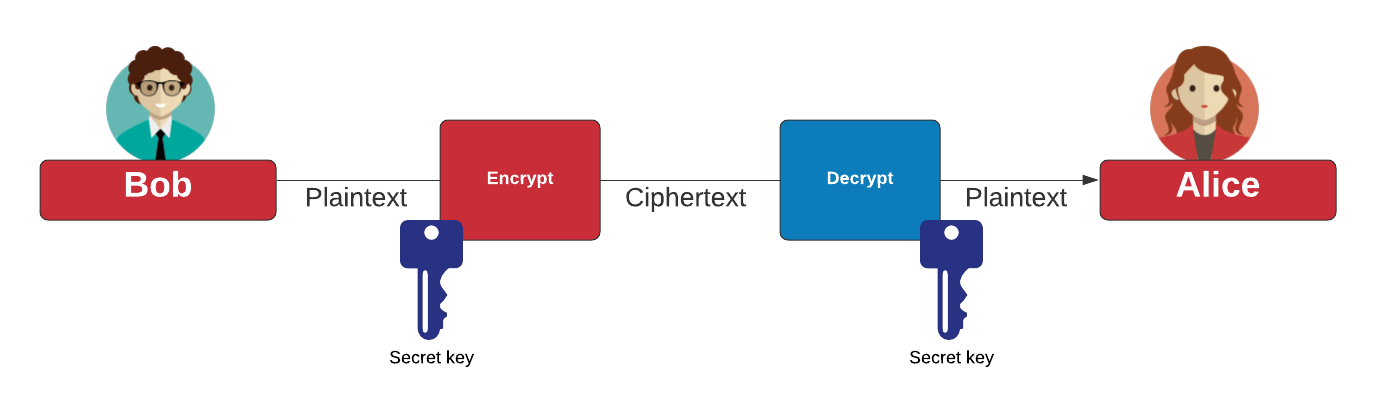 Bob
Plaintext
Encrypt
Ciphertext
Decrypt
Plaintext
Alice
Secret key
Secret key